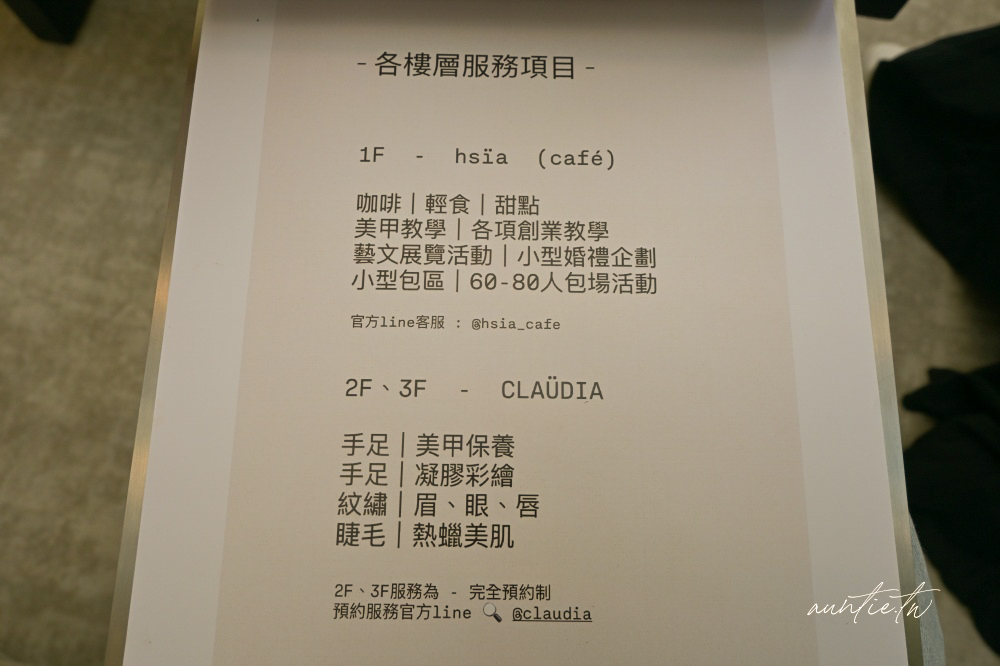 - 各樓層服務項目 -
1F - hsïa (café)
咖啡｜輕食｜甜點
美甲教學｜各項創業教學
藝文展覽活動｜小型婚禮企劃
小型包區｜60-80人包場活動
官方line客服 : @hsia_cafe
2F、3F - CLAÜDIA
手足｜美甲保養
手足｜凝膠彩繪
紋繡｜眉、眼、唇
睫毛｜熱蠟美肌
2F、3F服務為 - 完全預約制
預約服務官方line 🔍 @claudia
auntie.tw